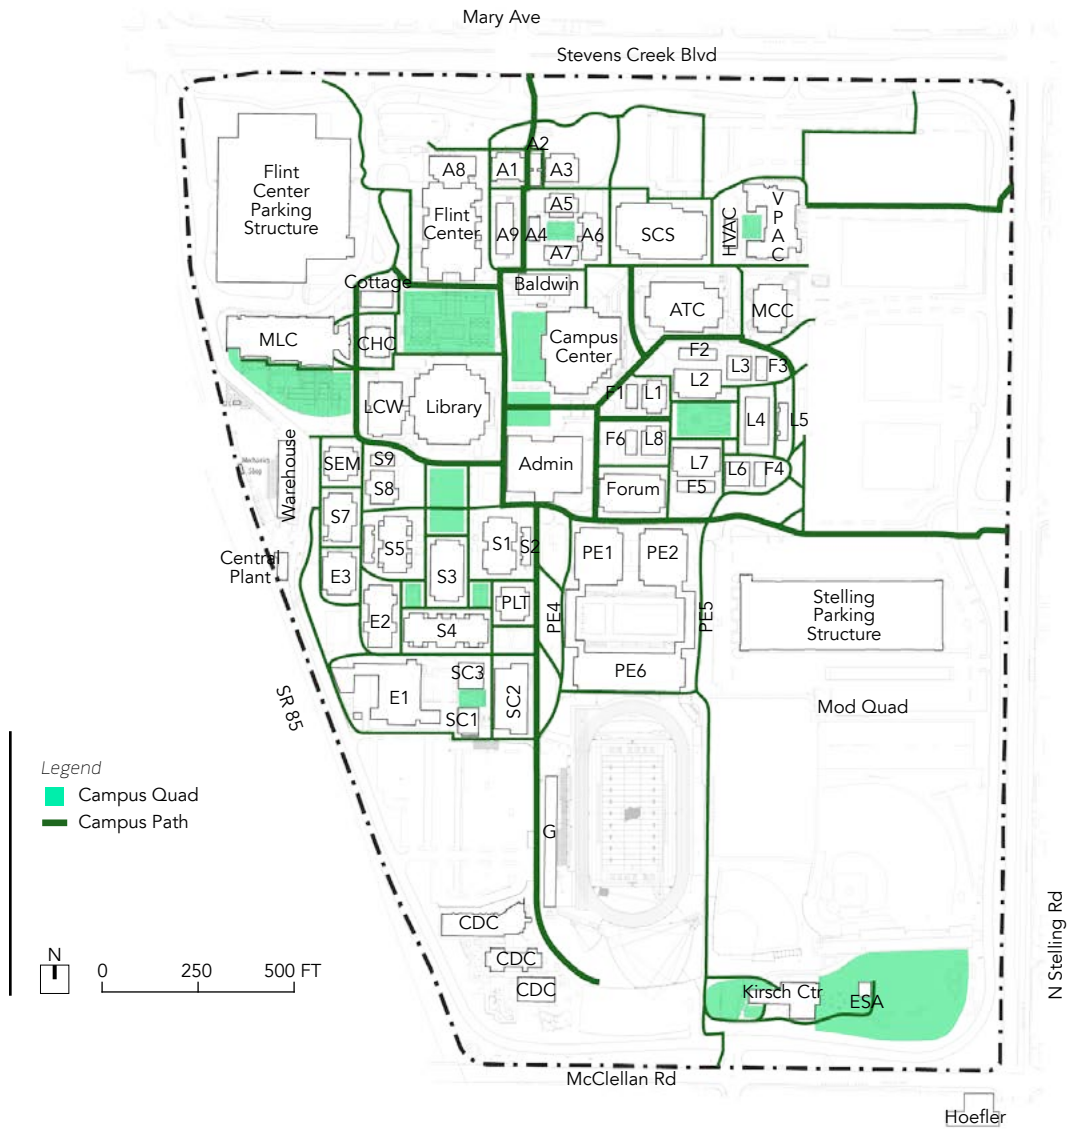 Mary Ave
Stevens Creek Blvd
Flint
Center
Parking
Structure
A8
A1
A2
A3
Flint
Center
A9
A4
A5
A6
A7
SCS
HVAC
V
P
A
C
Cottage
Baldwin
MLC
CHC
Campus
Center
ATC
MCC
F2
L3
F3
L2
F1
L1
LCW
Library
L4
L5
F6
L8
Admin
L7
L6
F4
F5
Forum
Warehouse
SEM
S9
S8
S7
S5
S1
S2
PE1
PE2
Central
Plant
E3
S3
PLT
PE4
PE5
Stelling
Parking
Structure
E2
S4
SC3
PE6
E1
SC2
SC1
SR 85
Mod Quad
Legend
Campus Quad
Campus Path
G
CDC
CDC
CDC
N
0 250 500 FT
Kirsch Ctr
ESA
N Stelling Rd
McClellan Rd
Hoefler